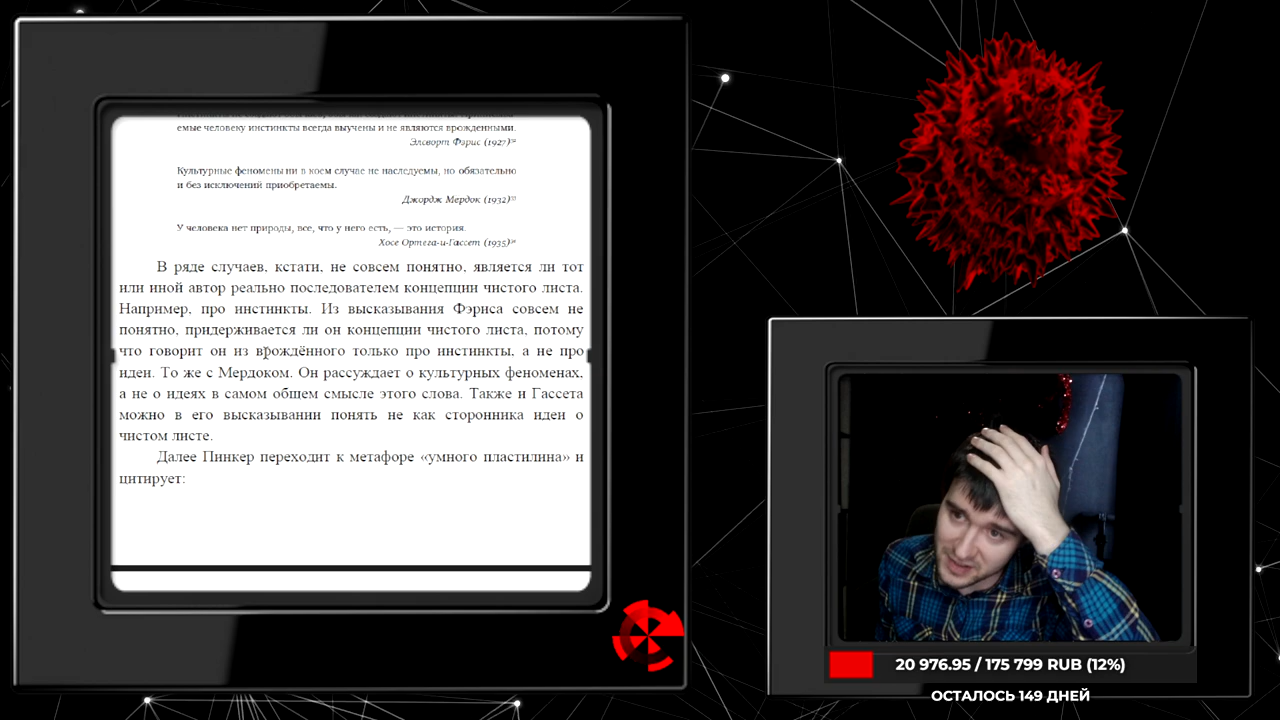 емые человеку инстинкты всегда выучены и не являются врожденными.
Элсворт Фэрис (1927)³²
Культурные феномены ни в коем случае не наследуемы, но обязательно
и без исключений приобретаемы.
Джордж Мердок (1932)³³
У человека нет природы, все, что у него есть, — это история.
Хосе Ортега-и-Гассет (1935)³⁴
В ряде случаев, кстати, не совсем понятно, является ли тот
или иной автор реально последователем концепции чистого листа.
Например, про инстинкты. Из высказывания Фэриса совсем не
понятно, придерживается ли он концепции чистого листа, потому
что говорит он из врождённого только про инстинкты, а не про
идеи. То же с Мердоком. Он рассуждает о культурных феноменах,
а не о идеях в самом общем смысле этого слова. Также и Гассета
можно в его высказывании понять не как сторонника идеи о
чистом листе.
Далее Пинкер переходит к метафоре «умного пластилина» и
цитирует:
20 976.95 / 175 799 RUB (12%)
ОСТАЛОСЬ 149 ДНЕЙ